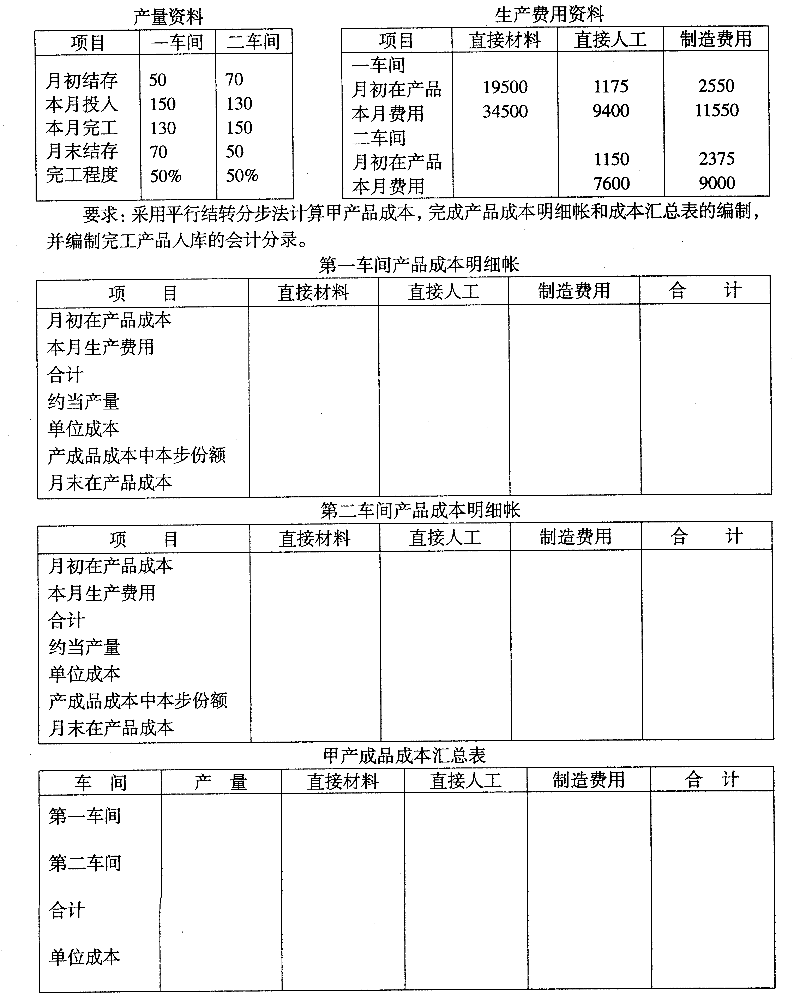 产量资料
项目 一车间 二车间
月初结存 50 70
本月投入 150 130
本月完工 130 150
月末结存 70 50
完工程度 50% 50%
生产费用资料
项目 直接材料 直接人工 制造费用
一车间
月初在产品 19500 1175 2550
本月费用 34500 9400 11550
二车间
月初在产品 1150 2375
本月费用 7600 9000
要求：采用平行结转分步法计算甲产品成本，完成产品成本明细帐和成本汇总表的编制，
并编制完工产品入库的会计分录。
第一车间产品成本明细帐
项 目 直接材料 直接人工 制造费用 合 计
月初在产品成本
本月生产费用
合计
约当产量
单位成本
产成品成本中本步份额
月末在产品成本
第二车间产品成本明细帐
项 目 直接材料 直接人工 制造费用 合 计
月初在产品成本
本月生产费用
合计
约当产量
单位成本
产成品成本中本步份额
月末在产品成本
甲产成品成本汇总表
车 间 产 量 直接材料 直接人工 制造费用 合 计
第一车间
第二车间
合计
单位成本